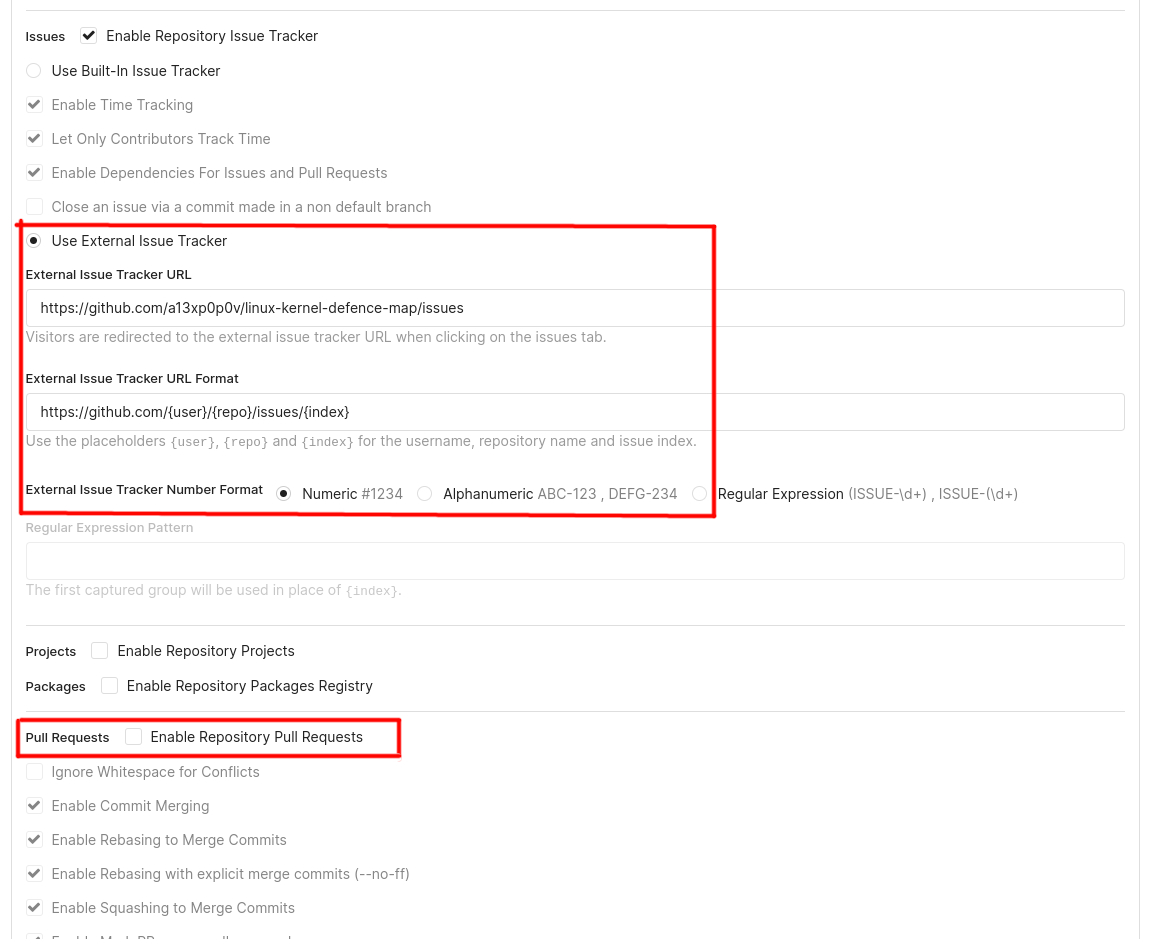 Issues Enable Repository Issue Tracker
Use Built-In Issue Tracker
Enable Time Tracking
Let Only Contributors Track Time
Enable Dependencies For Issues and Pull Requests
Close an issue via a commit made in a non default branch
Use External Issue Tracker
External Issue Tracker URL
https://github.com/a13xp0p0v/linux-kernel-defence-map/issues
Visitors are redirected to the external issue tracker URL when clicking on the issues tab.
External Issue Tracker URL Format
https://github.com/{user}/{repo}/issues/{index}
Use the placeholders {user}, {repo} and {index} for the username, repository name and issue index.
External Issue Tracker Number Format Numeric #1234 Alphanumeric ABC-123 , DEFG-234 Regular Expression (ISSUE-\d+) , ISSUE-(\d+)
Regular Expression Pattern
The first captured group will be used in place of {index}.
Projects Enable Repository Projects
Packages Enable Repository Packages Registry
Pull Requests Enable Repository Pull Requests
Ignore Whitespace for Conflicts
Enable Commit Merging
Enable Rebasing to Merge Commits
Enable Rebasing with explicit merge commits (--no-ff)
Enable Squashing to Merge Commits